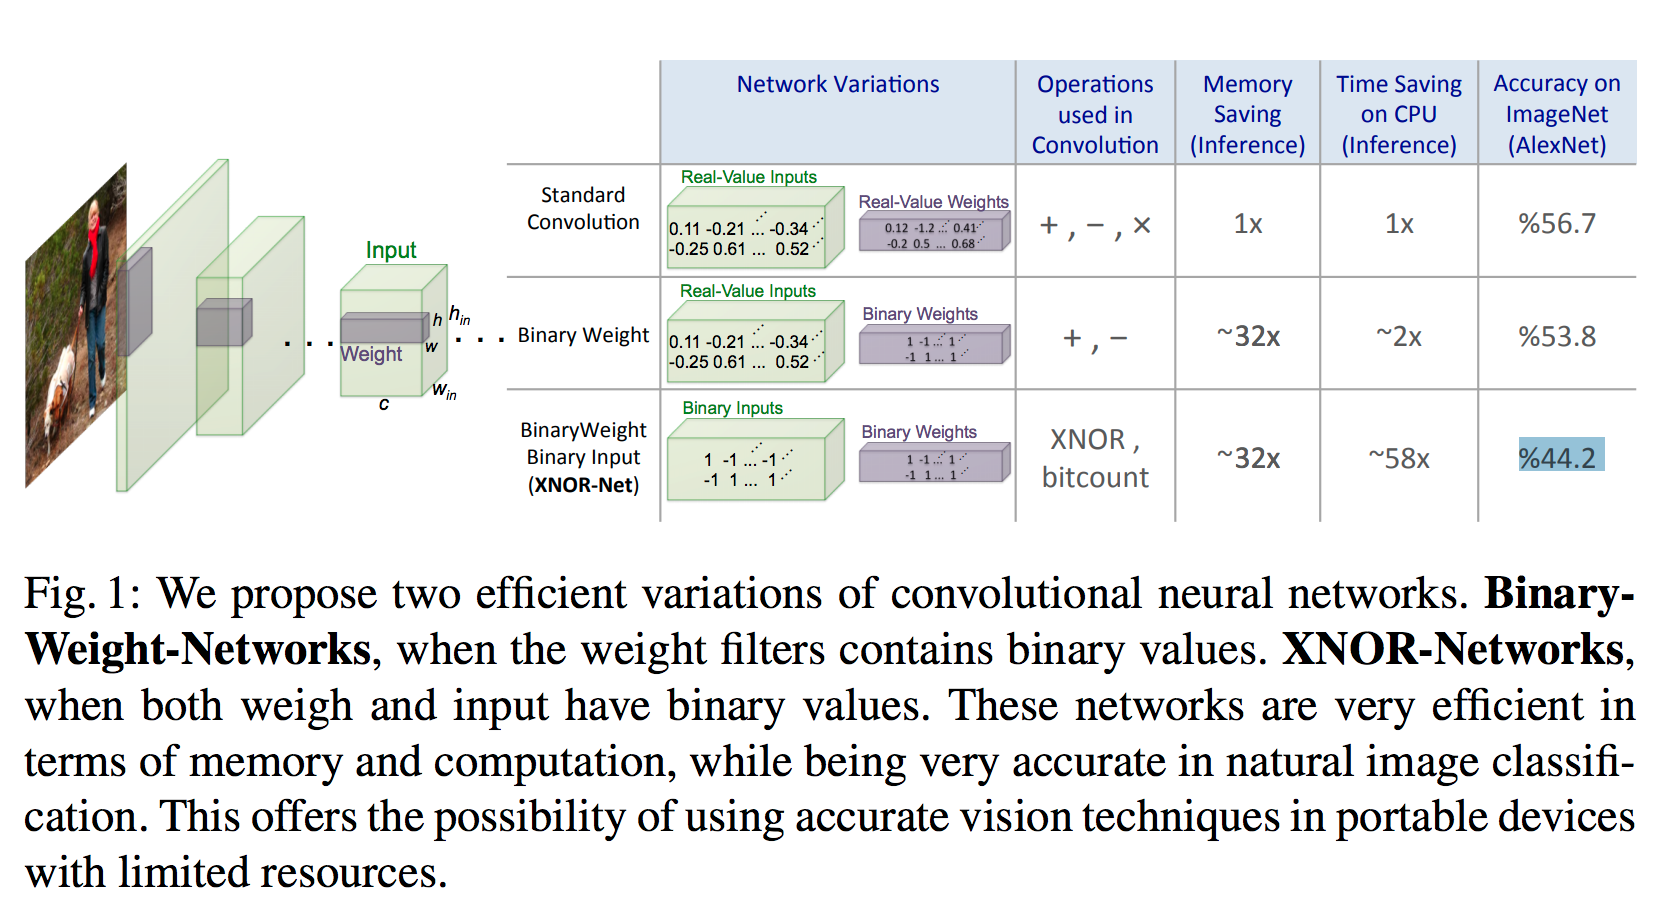 Network Variations
Operations used in Convolution
Memory Saving (Inference)
Time Saving on CPU (Inference)
Accuracy on ImageNet (AlexNet)
Input
Weight
h
w
h_in
w_in
c
. . .
. . .
Standard Convolution
Real-Value Inputs
0.11 -0.21 ... -0.34
-0.25 0.61 ... 0.52
Real-Value Weights
0.12 -1.2 ... 0.41
-0.2 0.5 ... 0.68
+ , − , ×
1x
1x
%56.7
Binary Weight
Real-Value Inputs
0.11 -0.21 ... -0.34
-0.25 0.61 ... 0.52
Binary Weights
1 -1 ... 1
-1 1 ... 1
+ , −
~32x
~2x
%53.8
BinaryWeight
Binary Input
(XNOR-Net)
Binary Inputs
1 -1 ... -1
-1 1 ... 1
Binary Weights
1 -1 ... 1
-1 1 ... 1
XNOR ,
bitcount
~32x
~58x
%44.2
Fig. 1: We propose two efficient variations of convolutional neural networks. Binary-
Weight-Networks, when the weight filters contains binary values. XNOR-Networks,
when both weigh and input have binary values. These networks are very efficient in
terms of memory and computation, while being very accurate in natural image classifi-
cation. This offers the possibility of using accurate vision techniques in portable devices
with limited resources.